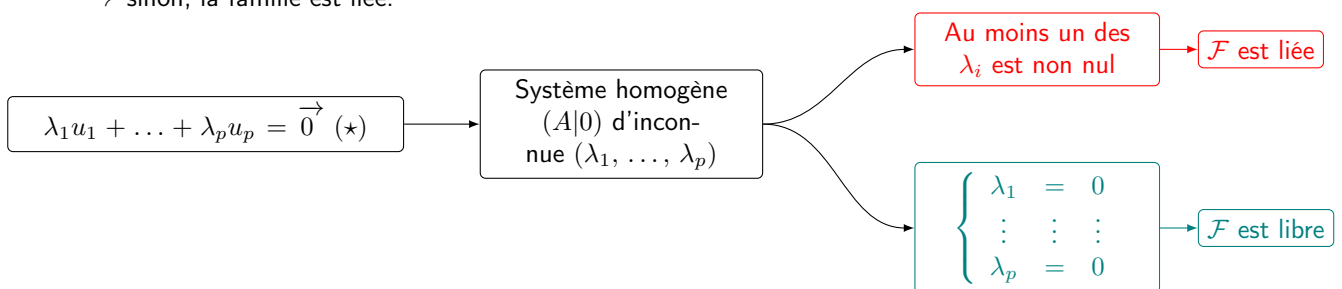 sinon, la famille est liée.
λ₁u₁ + … + λₚuₚ = 0⃗ (⋆)
Système homogène
(A|0) d'incon-
nue (λ₁, …, λₚ)
Au moins un des
λᵢ est non nul
ℱ est liée
{ λ₁ = 0
⋮ ⋮ ⋮
λₚ = 0
ℱ est libre